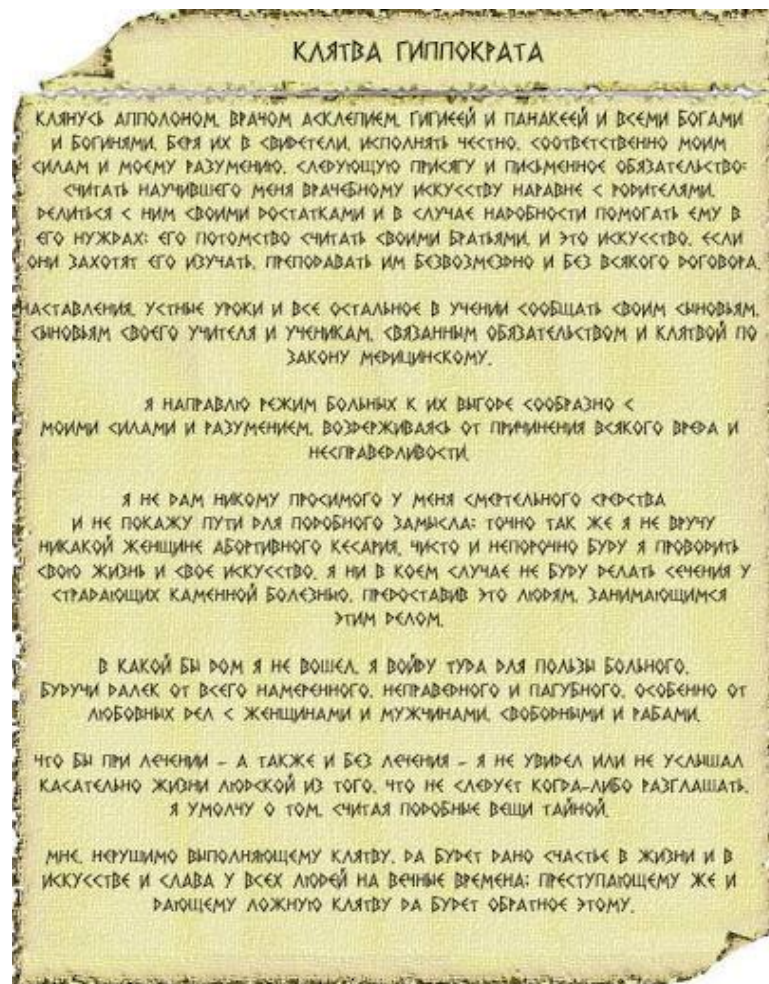 КЛЯТВА ГИППОКРАТА
КЛЯНУСЬ АППОЛОНОМ, ВРАЧОМ АСКЛЕПИЕМ, ГИГИЕЕЙ И ПАНАКЕЕЙ И ВСЕМИ БОГАМИ
И БОГИНЯМИ, БЕРЯ ИХ В СВИДЕТЕЛИ, ИСПОЛНЯТЬ ЧЕСТНО, СООТВЕТСТВЕННО МОИМ
СИЛАМ И МОЕМУ РАЗУМЕНИЮ, СЛЕДУЮЩУЮ ПРИСЯГУ И ПИСЬМЕННОЕ ОБЯЗАТЕЛЬСТВО:
СЧИТАТЬ НАУЧИВШЕГО МЕНЯ ВРАЧЕБНОМУ ИСКУССТВУ НАРАВНЕ С РОДИТЕЛЯМИ,
ДЕЛИТЬСЯ С НИМ СВОИМИ ДОСТАТКАМИ И В СЛУЧАЕ НАДОБНОСТИ ПОМОГАТЬ ЕМУ В
ЕГО НУЖДАХ; ЕГО ПОТОМСТВО СЧИТАТЬ СВОИМИ БРАТЬЯМИ, И ЭТО ИСКУССТВО, ЕСЛИ
ОНИ ЗАХОТЯТ ЕГО ИЗУЧАТЬ, ПРЕПОДАВАТЬ ИМ БЕЗВОЗМЕЗДНО И БЕЗ ВСЯКОГО ДОГОВОРА,
НАСТАВЛЕНИЯ, УСТНЫЕ УРОКИ И ВСЕ ОСТАЛЬНОЕ В УЧЕНИИ СООБЩАТЬ СВОИМ СЫНОВЬЯМ,
СЫНОВЬЯМ СВОЕГО УЧИТЕЛЯ И УЧЕНИКАМ, СВЯЗАННЫМ ОБЯЗАТЕЛЬСТВОМ И КЛЯТВОЙ ПО
ЗАКОНУ МЕДИЦИНСКОМУ,
Я НАПРАВЛЮ РЕЖИМ БОЛЬНЫХ К ИХ ВЫГОДЕ СООБРАЗНО С
МОИМИ СИЛАМИ И РАЗУМЕНИЕМ, ВОЗДЕРЖИВАЯСЬ ОТ ПРИЧИНЕНИЯ ВСЯКОГО ВРЕДА И
НЕСПРАВЕДЛИВОСТИ,
Я НЕ ДАМ НИКОМУ ПРОСИМОГО У МЕНЯ СМЕРТЕЛЬНОГО СРЕДСТВА
И НЕ ПОКАЖУ ПУТИ ДЛЯ ПОДОБНОГО ЗАМЫСЛА; ТОЧНО ТАК ЖЕ Я НЕ ВРУЧУ
НИКАКОЙ ЖЕНЩИНЕ АБОРТИВНОГО КЕСАРИЯ, ЧИСТО И НЕПОРОЧНО БУДУ Я ПРОВОДИТЬ
СВОЮ ЖИЗНЬ И СВОЕ ИСКУССТВО, Я НИ В КОЕМ СЛУЧАЕ НЕ БУДУ ДЕЛАТЬ СЕЧЕНИЯ У
СТРАДАЮЩИХ КАМЕННОЙ БОЛЕЗНЬЮ, ПРЕДОСТАВИВ ЭТО ЛЮДЯМ, ЗАНИМАЮЩИМСЯ
ЭТИМ ДЕЛОМ,
В КАКОЙ БЫ ДОМ Я НЕ ВОШЕЛ, Я ВОЙДУ ТУДА ДЛЯ ПОЛЬЗЫ БОЛЬНОГО,
БУДУЧИ ДАЛЕК ОТ ВСЕГО НАМЕРЕННОГО, НЕПРАВЕДНОГО И ПАГУБНОГО, ОСОБЕННО ОТ
ЛЮБОВНЫХ ДЕЛ С ЖЕНЩИНАМИ И МУЖЧИНАМИ, СВОБОДНЫМИ И РАБАМИ,
ЧТО БЫ ПРИ ЛЕЧЕНИИ - А ТАКЖЕ И БЕЗ ЛЕЧЕНИЯ - Я НЕ УВИДЕЛ ИЛИ НЕ УСЛЫШАЛ
КАСАТЕЛЬНО ЖИЗНИ ЛЮДСКОЙ ИЗ ТОГО, ЧТО НЕ СЛЕДУЕТ КОГДА-ЛИБО РАЗГЛАШАТЬ,
Я УМОЛЧУ О ТОМ, СЧИТАЯ ПОДОБНЫЕ ВЕЩИ ТАЙНОЙ,
МНЕ, НЕРУШИМО ВЫПОЛНЯЮЩЕМУ КЛЯТВУ, ДА БУДЕТ ДАНО СЧАСТЬЕ В ЖИЗНИ И В
ИСКУССТВЕ И СЛАВА У ВСЕХ ЛЮДЕЙ НА ВЕЧНЫЕ ВРЕМЕНА; ПРЕСТУПАЮЩЕМУ ЖЕ И
ДАЮЩЕМУ ЛОЖНУЮ КЛЯТВУ ДА БУДЕТ ОБРАТНОЕ ЭТОМУ,